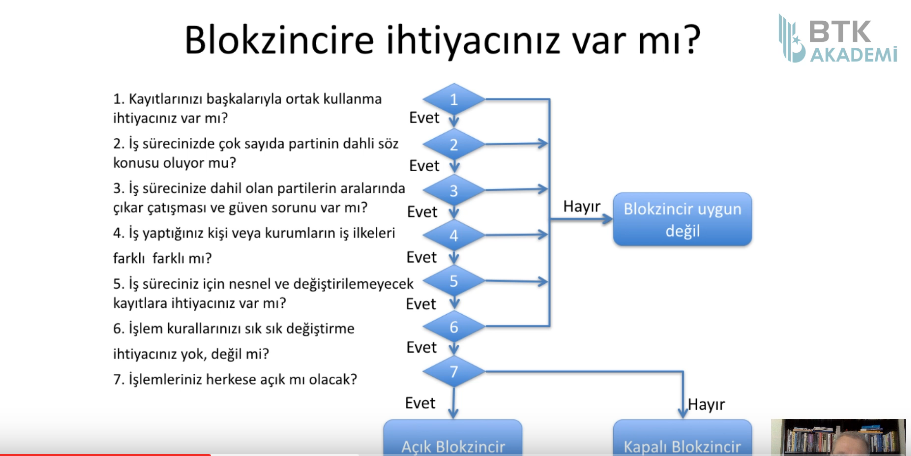 Blokzincire ihtiyacınız var mı?
BTK
AKADEMİ
1. Kayıtlarınızı başkalarıyla ortak kullanma
ihtiyacınız var mı?
2. İş sürecinizde çok sayıda partinin dahli söz
konusu oluyor mu?
3. İş sürecinize dahil olan partilerin aralarında
çıkar çatışması ve güven sorunu var mı?
4. İş yaptığınız kişi veya kurumların iş ilkeleri
farklı farklı mı?
5. İş süreciniz için nesnel ve değiştirilemeyecek
kayıtlara ihtiyacınız var mı?
6. İşlem kurallarınızı sık sık değiştirme
ihtiyacınız yok, değil mi?
7. İşlemleriniz herkese açık mı olacak?
1
Evet
2
Evet
3
Evet
4
Evet
5
Evet
6
Evet
7
Evet
Hayır
Blokzincir uygun
değil
Hayır
Açık Blokzincir
Kapalı Blokzincir